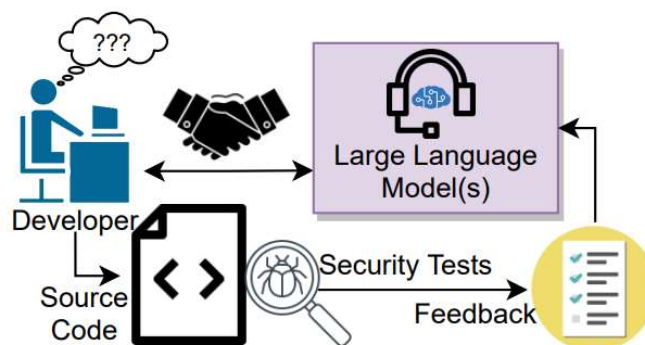 ???
Large Language
Model(s)
Developer
Source
Code
Security Tests
Feedback